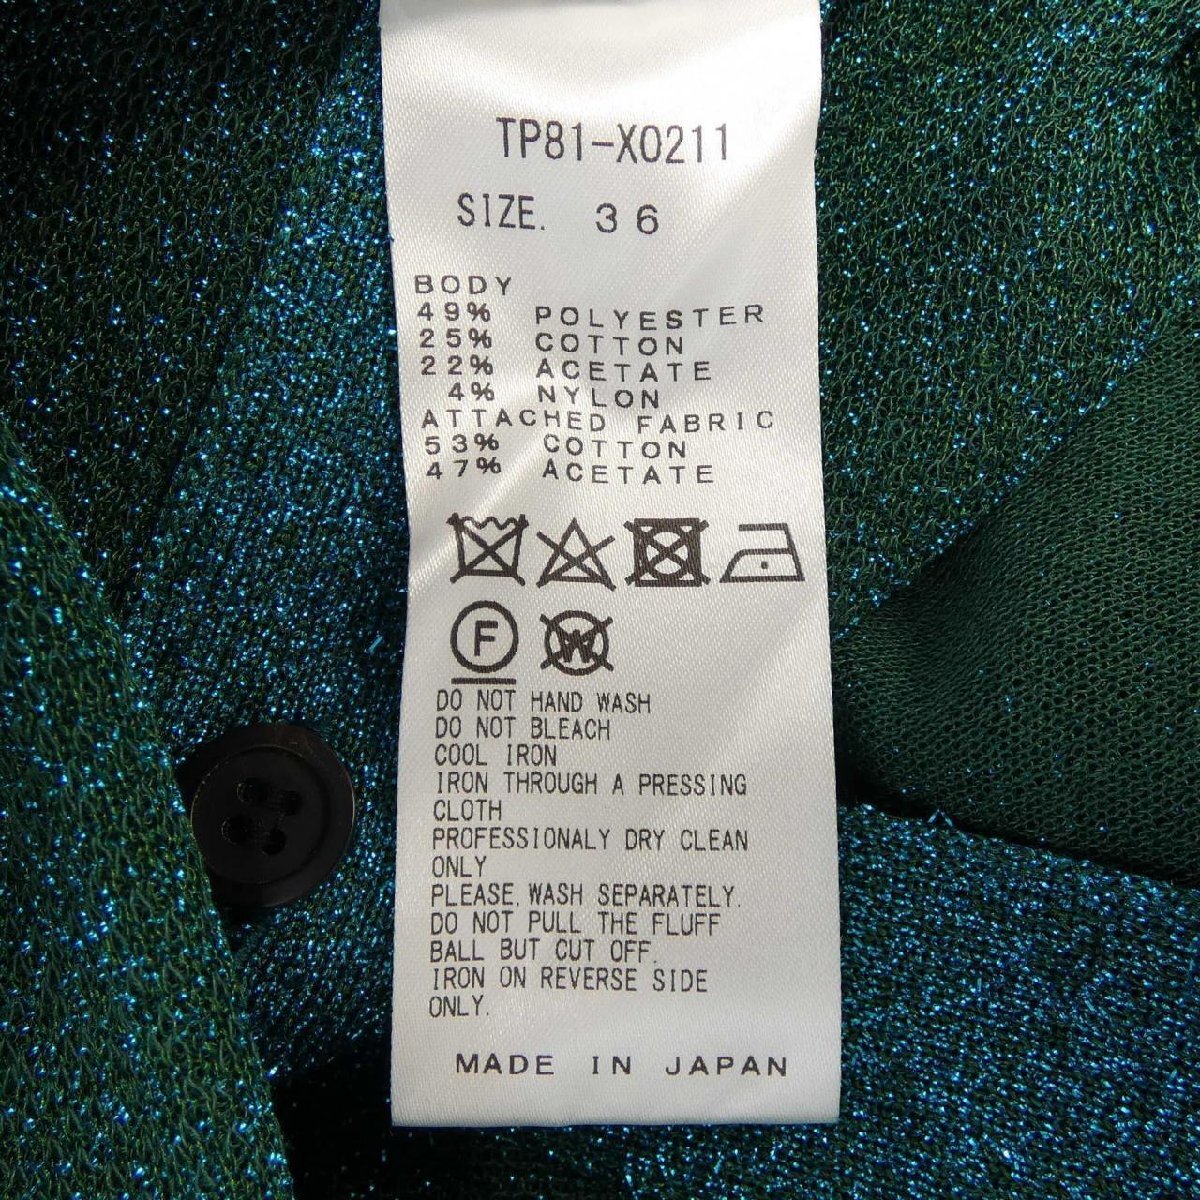 TP81-X0211
SIZE. 36
BODY
49% POLYESTER
25% COTTON
22% ACETATE
4% NYLON
ATTACHED FABRIC
53% COTTON
47% ACETATE
F W
DO NOT HAND WASH
DO NOT BLEACH
COOL IRON
IRON THROUGH A PRESSING
CLOTH
PROFESSIONALY DRY CLEAN
ONLY
PLEASE WASH SEPARATELY.
DO NOT PULL THE FLUFF
BALL BUT CUT OFF.
IRON ON REVERSE SIDE
ONLY.
MADE IN JAPAN